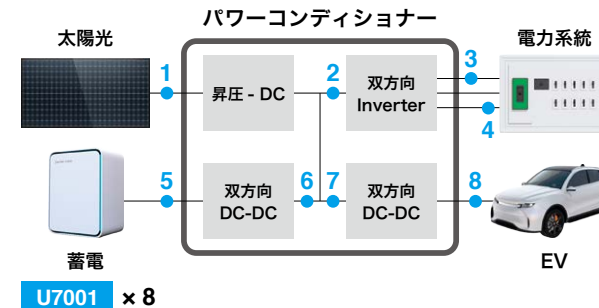 パワーコンディショナー
太陽光
電力系統
1
2
3
昇圧 - DC
双方向
Inverter
4
5
6
7
8
双方向
DC-DC
双方向
DC-DC
蓄電
EV
U7001 × 8